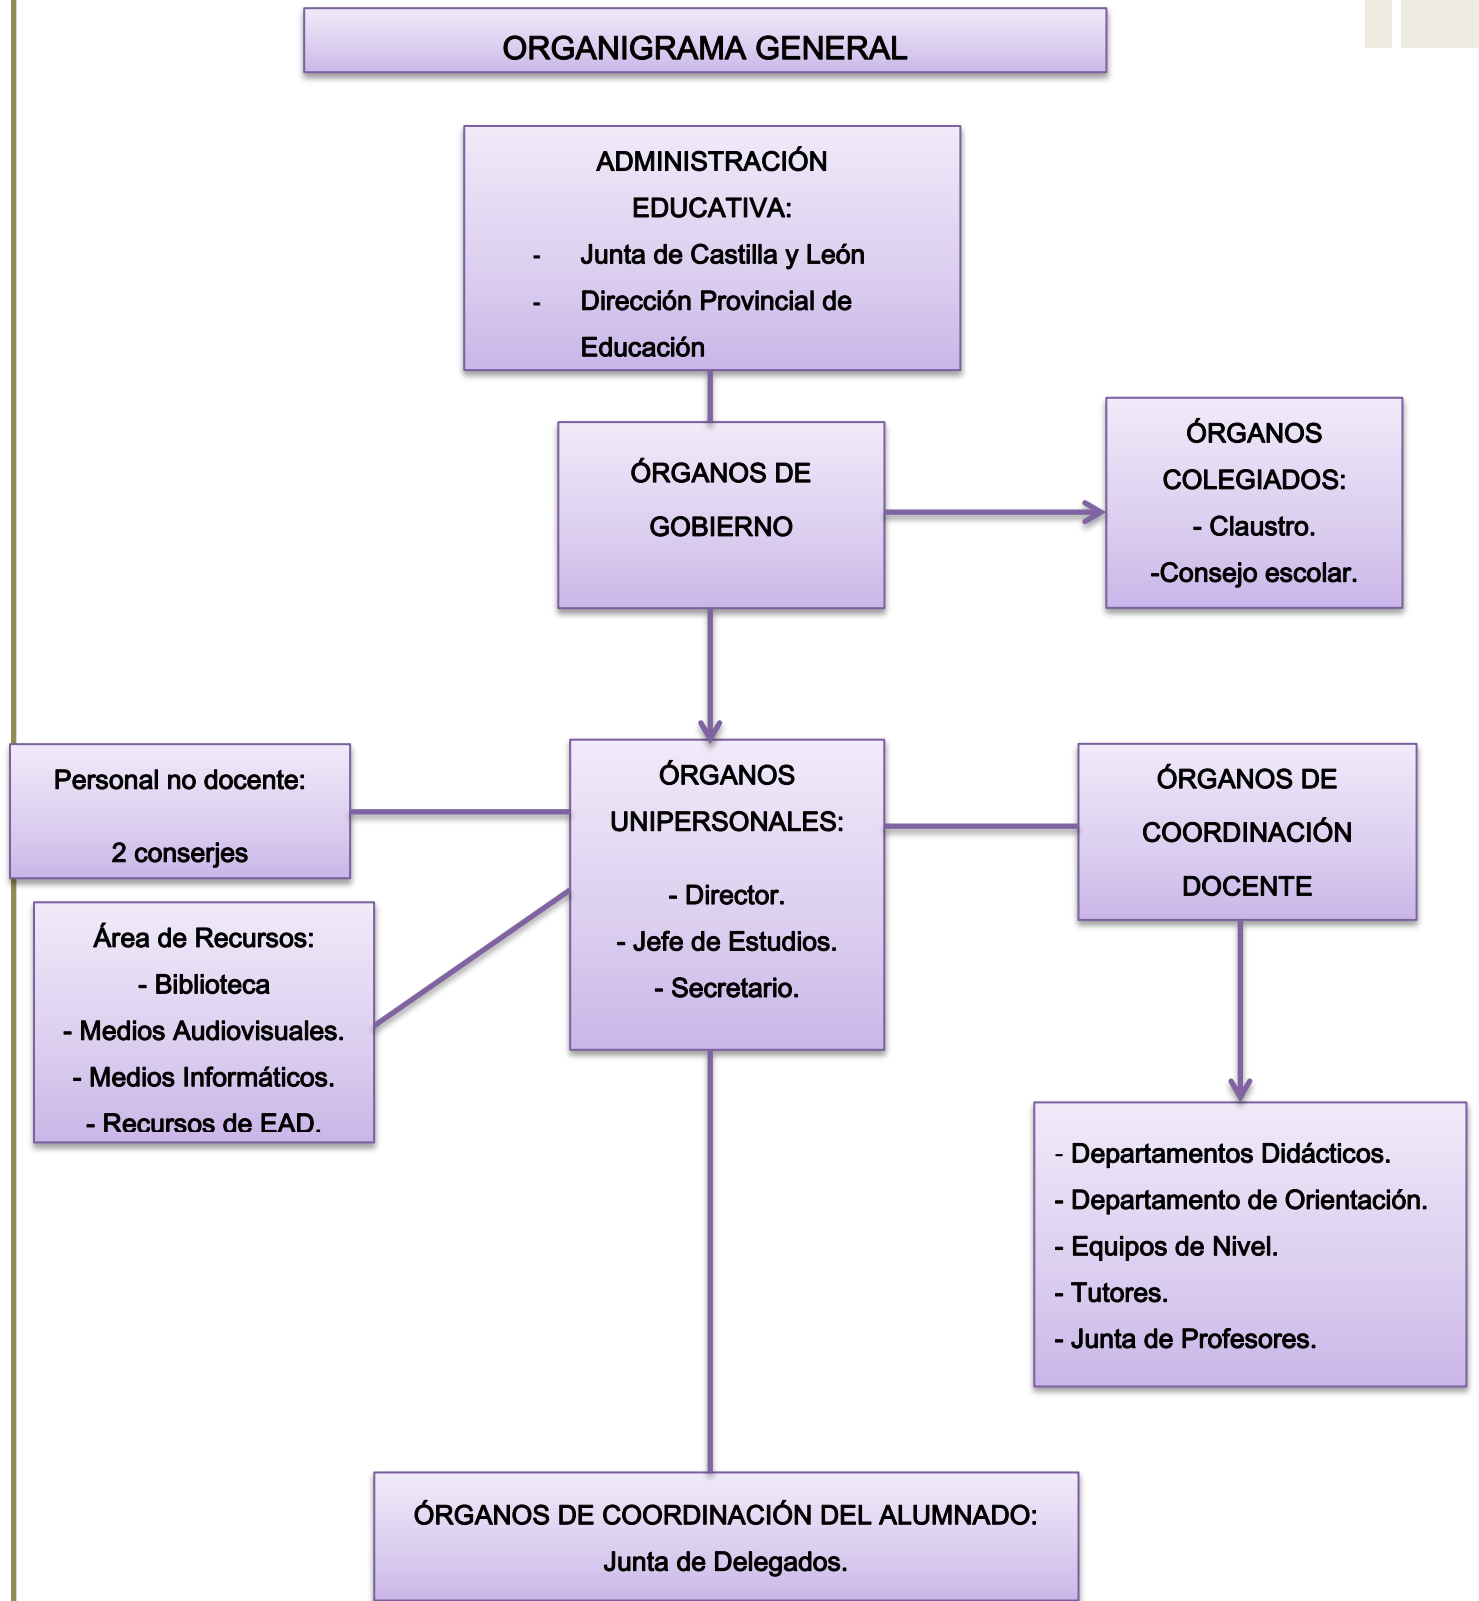 ORGANIGRAMA GENERAL
ADMINISTRACIÓN
EDUCATIVA:
- Junta de Castilla y León
- Dirección Provincial de
Educación
ÓRGANOS DE
GOBIERNO
ÓRGANOS
COLEGIADOS:
- Claustro.
-Consejo escolar.
Personal no docente:
2 conserjes
ÓRGANOS
UNIPERSONALES:
- Director.
- Jefe de Estudios.
- Secretario.
ÓRGANOS DE
COORDINACIÓN
DOCENTE
Área de Recursos:
- Biblioteca
- Medios Audiovisuales.
- Medios Informáticos.
- Recursos de EAD.
- Departamentos Didácticos.
- Departamento de Orientación.
- Equipos de Nivel.
- Tutores.
- Junta de Profesores.
ÓRGANOS DE COORDINACIÓN DEL ALUMNADO:
Junta de Delegados.